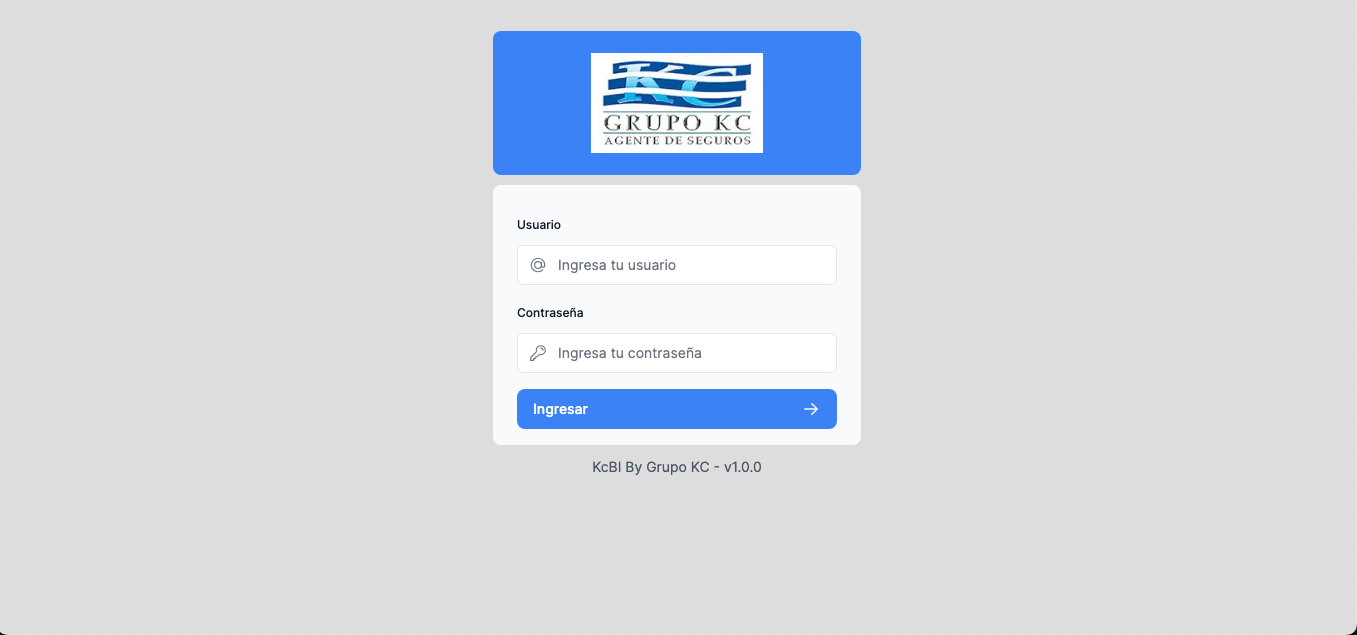 KC
GRUPO KC
AGENTE DE SEGUROS
Usuario
Ingresa tu usuario
Contraseña
Ingresa tu contraseña
Ingresar
KcBI By Grupo KC - v1.0.0